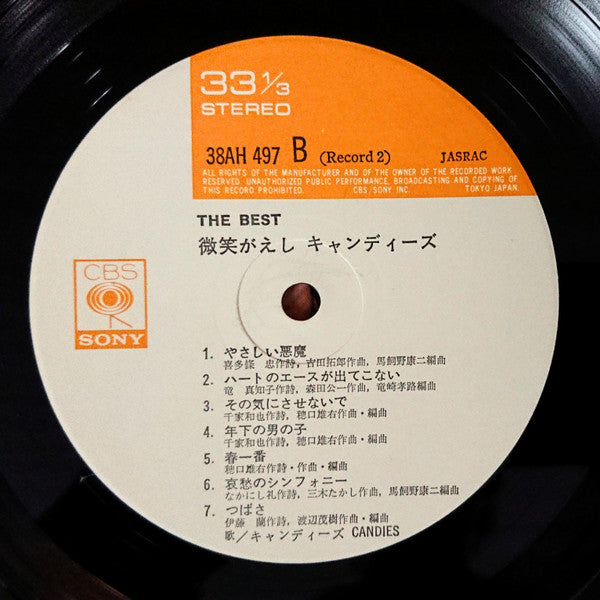 33 1/3
STEREO
38AH 497 B (Record 2) JASRAC
ALL RIGHTS OF THE MANUFACTURER AND OF THE OWNER OF THE RECORDED WORK
RESERVED. UNAUTHORIZED PUBLIC PERFORMANCE, BROADCASTING AND COPYING OF
THIS RECORD PROHIBITED. CBS/SONY INC. TOKYO JAPAN.
THE BEST
微笑がえし キャンディーズ
CBS
SONY
1. やさしい悪魔
喜多條 忠作詩, 吉田拓郎作曲, 馬飼野康二編曲
2. ハートのエースが出てこない
竜 真知子作詩, 森田公一作曲, 竜崎孝路編曲
3. その気にさせないで
千家和也作詩, 穂口雄右作曲・編曲
4. 年下の男の子
千家和也作詩, 穂口雄右作曲・編曲
5. 春一番
穂口雄右作詩・作曲・編曲
6. 哀愁のシンフォニー
なかにし礼作詩, 三木たかし作曲, 馬飼野康二編曲
7. つばさ
伊藤 蘭作詩, 渡辺茂樹作曲・編曲
歌/キャンディーズ CANDIES